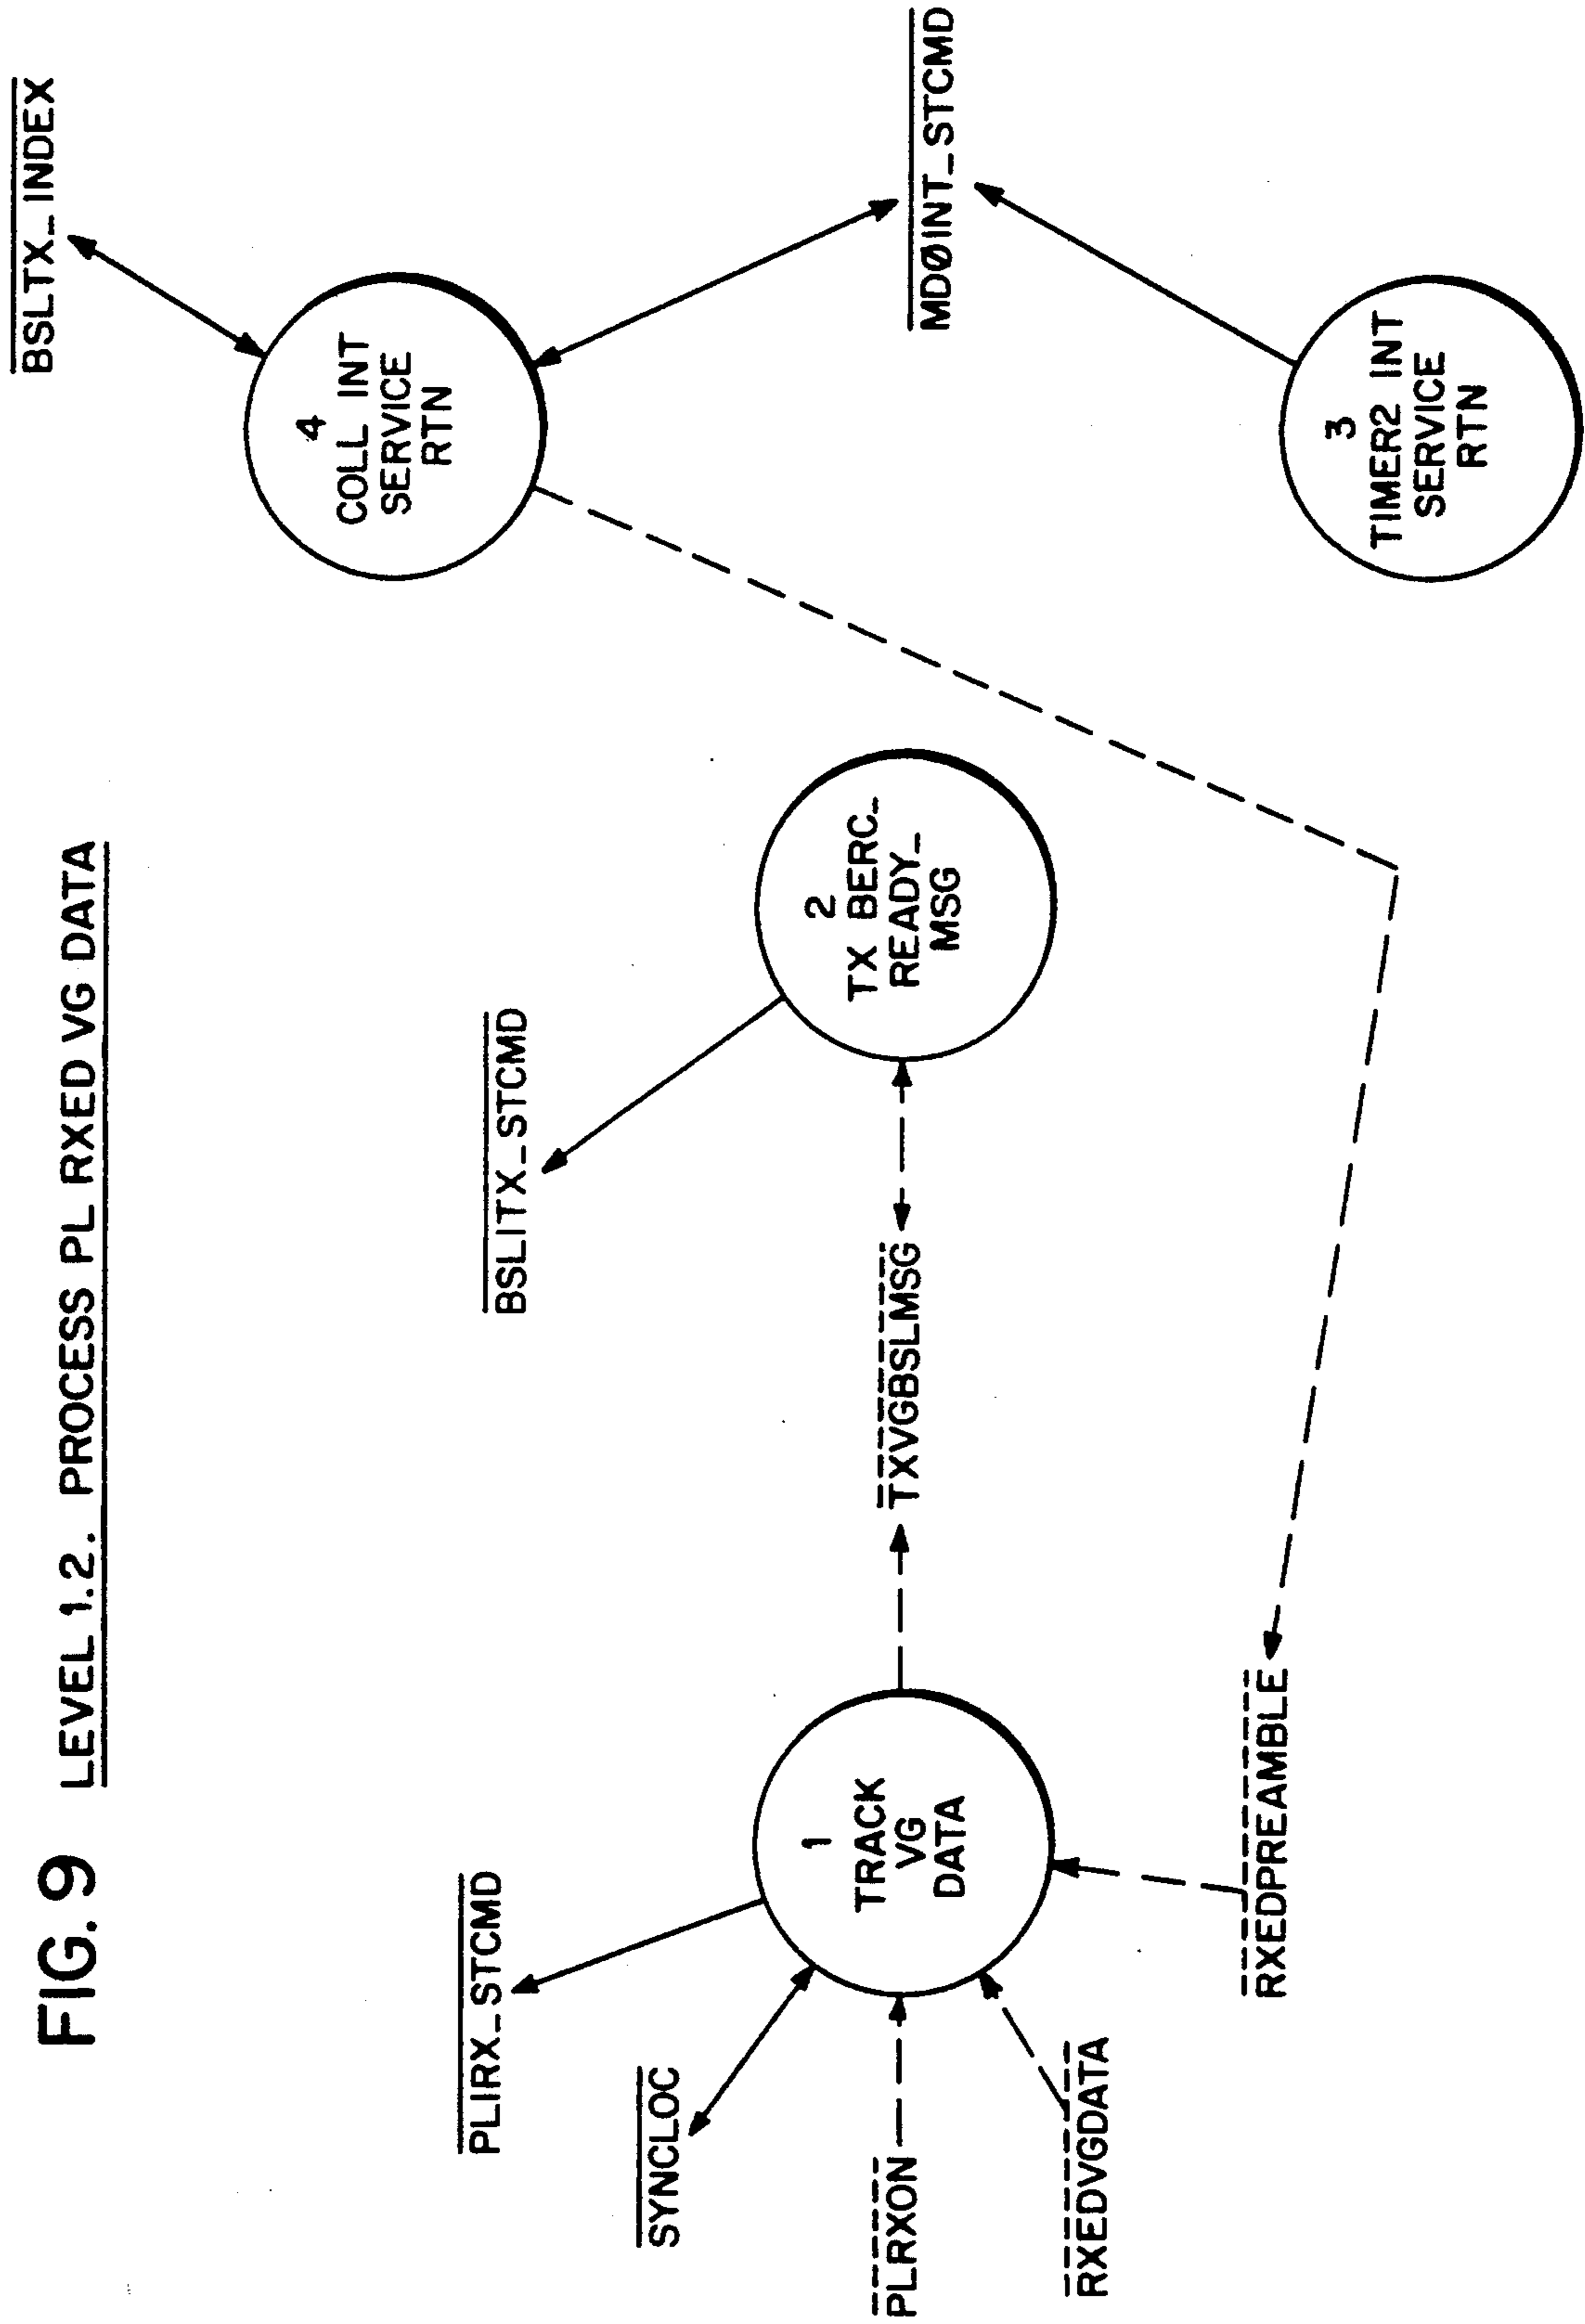 FIG. 9 LEVEL 1.2. PROCESS PL RXED VG DATA
PLIRX_STCMD
SYNCLOC
PLRXON
RXEDVGDATA
RXEDPREAMBLE
1
TRACK
VG
DATA
TXVGBSLMSG
BSLITX_STCMD
2
TX BERC_
READY_
MSG
BSLTX_INDEX
4
COLL INT
SERVICE
RTN
MDØINT_STCMD
3
TIMER2 INT
SERVICE
RTN